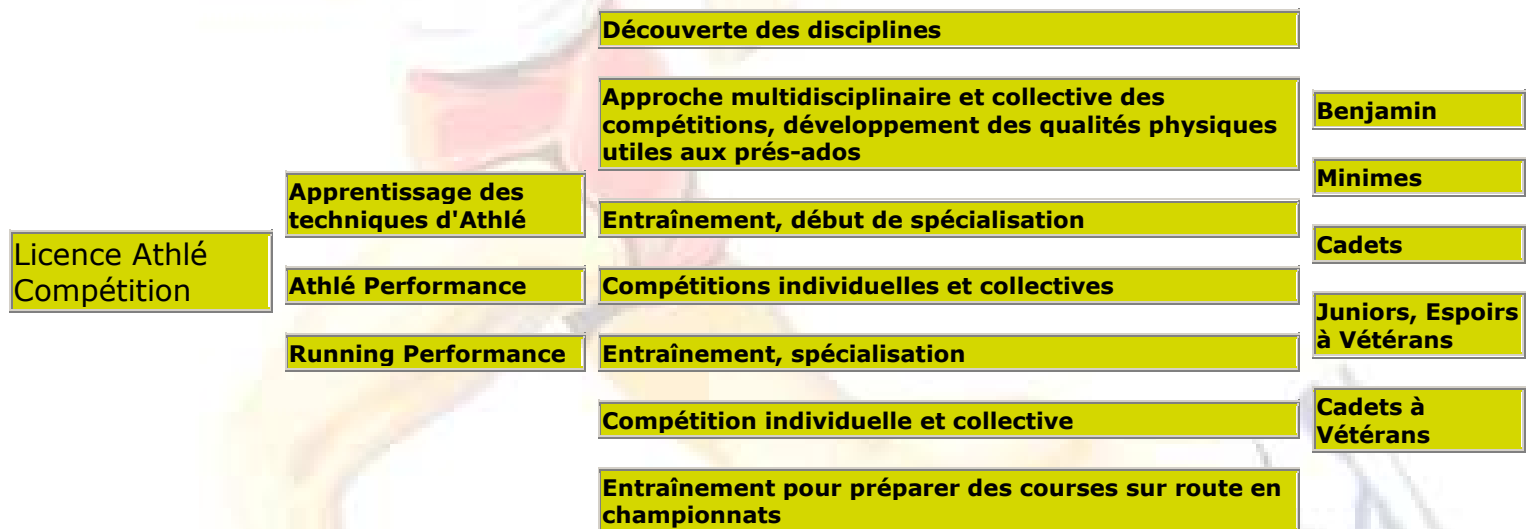 Licence Athlé
Compétition
Apprentissage des
techniques d'Athlé
Athlé Performance
Running Performance
Découverte des disciplines
Approche multidisciplinaire et collective des
compétitions, développement des qualités physiques
utiles aux prés-ados
Entraînement, début de spécialisation
Compétitions individuelles et collectives
Entraînement, spécialisation
Compétition individuelle et collective
Entraînement pour préparer des courses sur route en
championnats
Benjamin
Minimes
Cadets
Juniors, Espoirs
à Vétérans
Cadets à
Vétérans